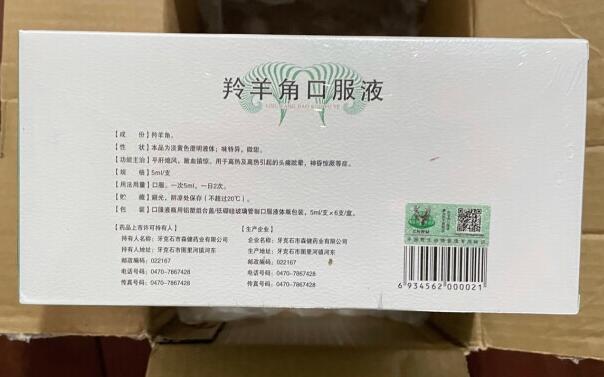 羚羊角口服液
【成　　份】羚羊角。
【性　　状】本品为淡黄色澄明液体；味特异，微甜。
【功能主治】平肝熄风，散血镇惊。用于高热及高热引起的头痛眩晕，神昏惊厥等症。
【规　　格】5ml/支
【用法用量】口服。一次5ml，一日2次。
【贮　　藏】避光，阴凉处保存（不超过20℃）。
【包　　装】口服液瓶用铝塑组合盖/低硼硅玻璃管制口服液体瓶包装，5ml/支×6支/盒。
【药品上市许可持有人】
持有人名称：牙克石市森健药业有限公司
持有人地址：牙克石市图里河镇河东
邮政编码：022167
电话号码：0470-7867428
传真号码：0470-7867428
【生产企业】
企业名称：牙克石市森健药业有限公司
生产地址：牙克石市图里河镇河东
邮政编码：022167
电话号码：0470-7867428
传真号码：0470-7867428
6 934562 000021